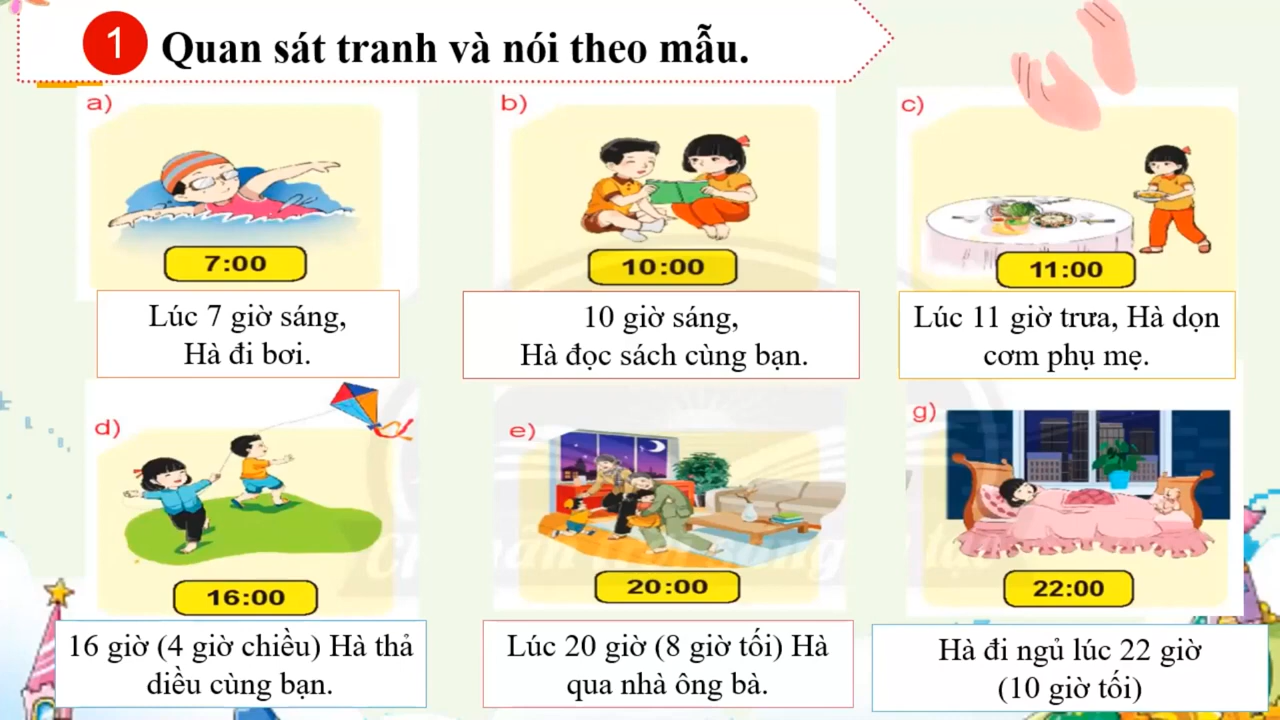 1 Quan sát tranh và nói theo mẫu.
a)
7:00
Lúc 7 giờ sáng,
Hà đi bơi.
b)
10:00
10 giờ sáng,
Hà đọc sách cùng bạn.
c)
11:00
Lúc 11 giờ trưa, Hà dọn
cơm phụ mẹ.
d)
16:00
16 giờ (4 giờ chiều) Hà thả
diều cùng bạn.
e)
20:00
Lúc 20 giờ (8 giờ tối) Hà
qua nhà ông bà.
g)
22:00
Hà đi ngủ lúc 22 giờ
(10 giờ tối)